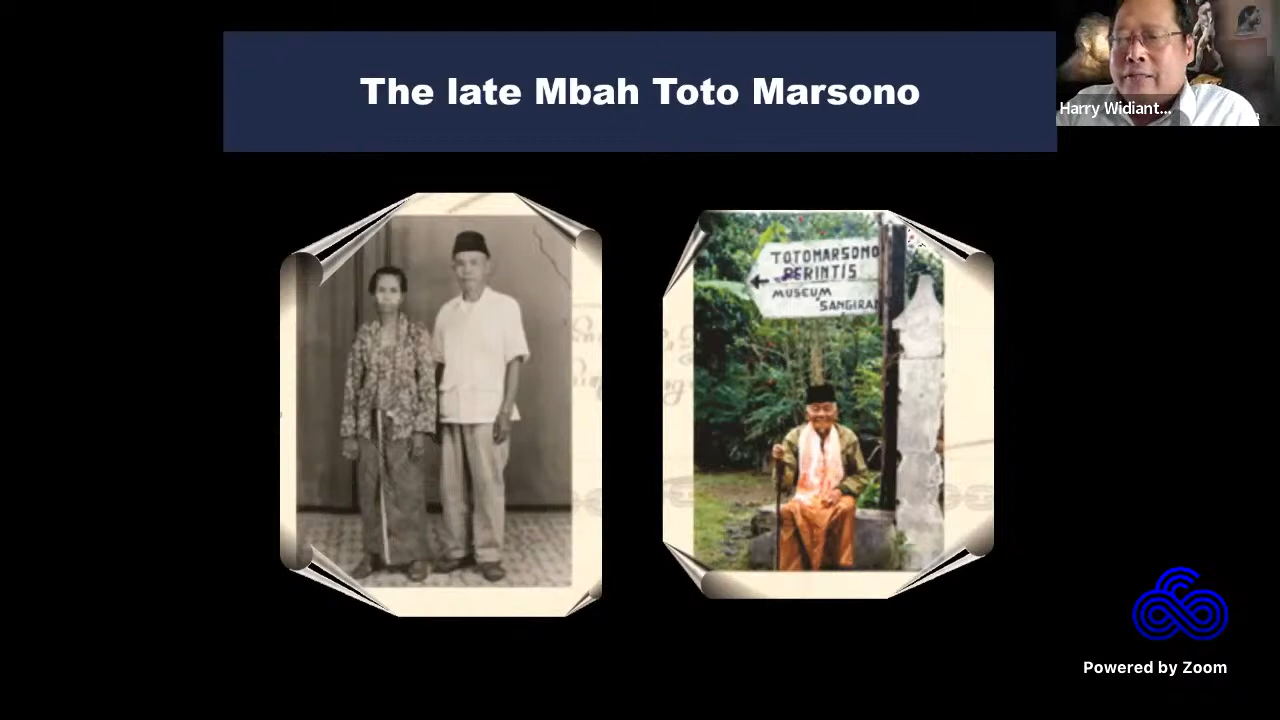 The late Mbah Toto Marsono
Harry Widiant...
TOTOMARSONO
PERINTIS
MUSEUM
SANGIRAN
Powered by Zoom